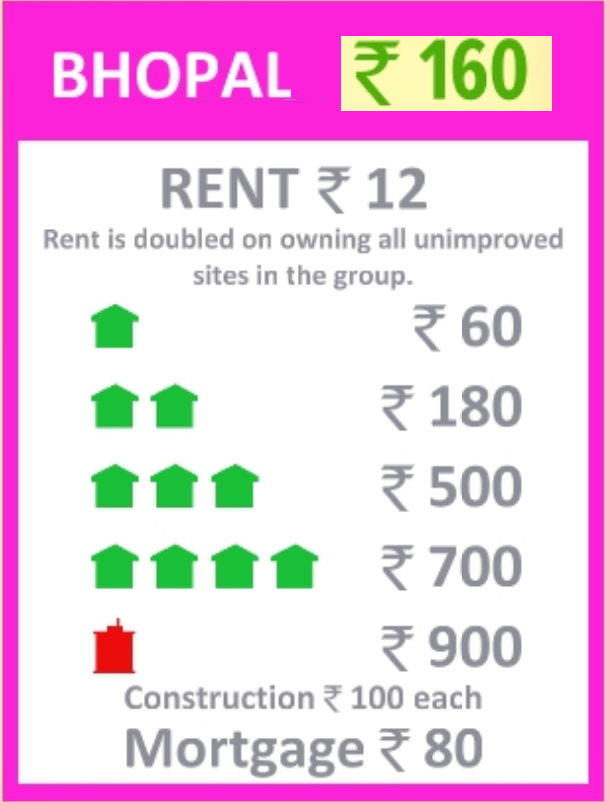 BHOPAL ₹ 160
RENT ₹ 12
Rent is doubled on owning all unimproved
sites in the group.
₹ 60
₹ 180
₹ 500
₹ 700
₹ 900
Construction ₹ 100 each
Mortgage ₹ 80